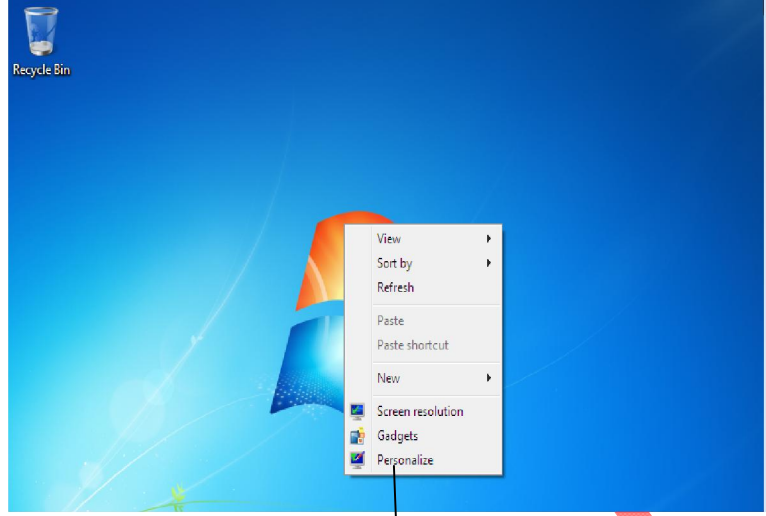 Recycle Bin
View
Sort by
Refresh
Paste
Paste shortcut
New
Screen resolution
Gadgets
Personalize